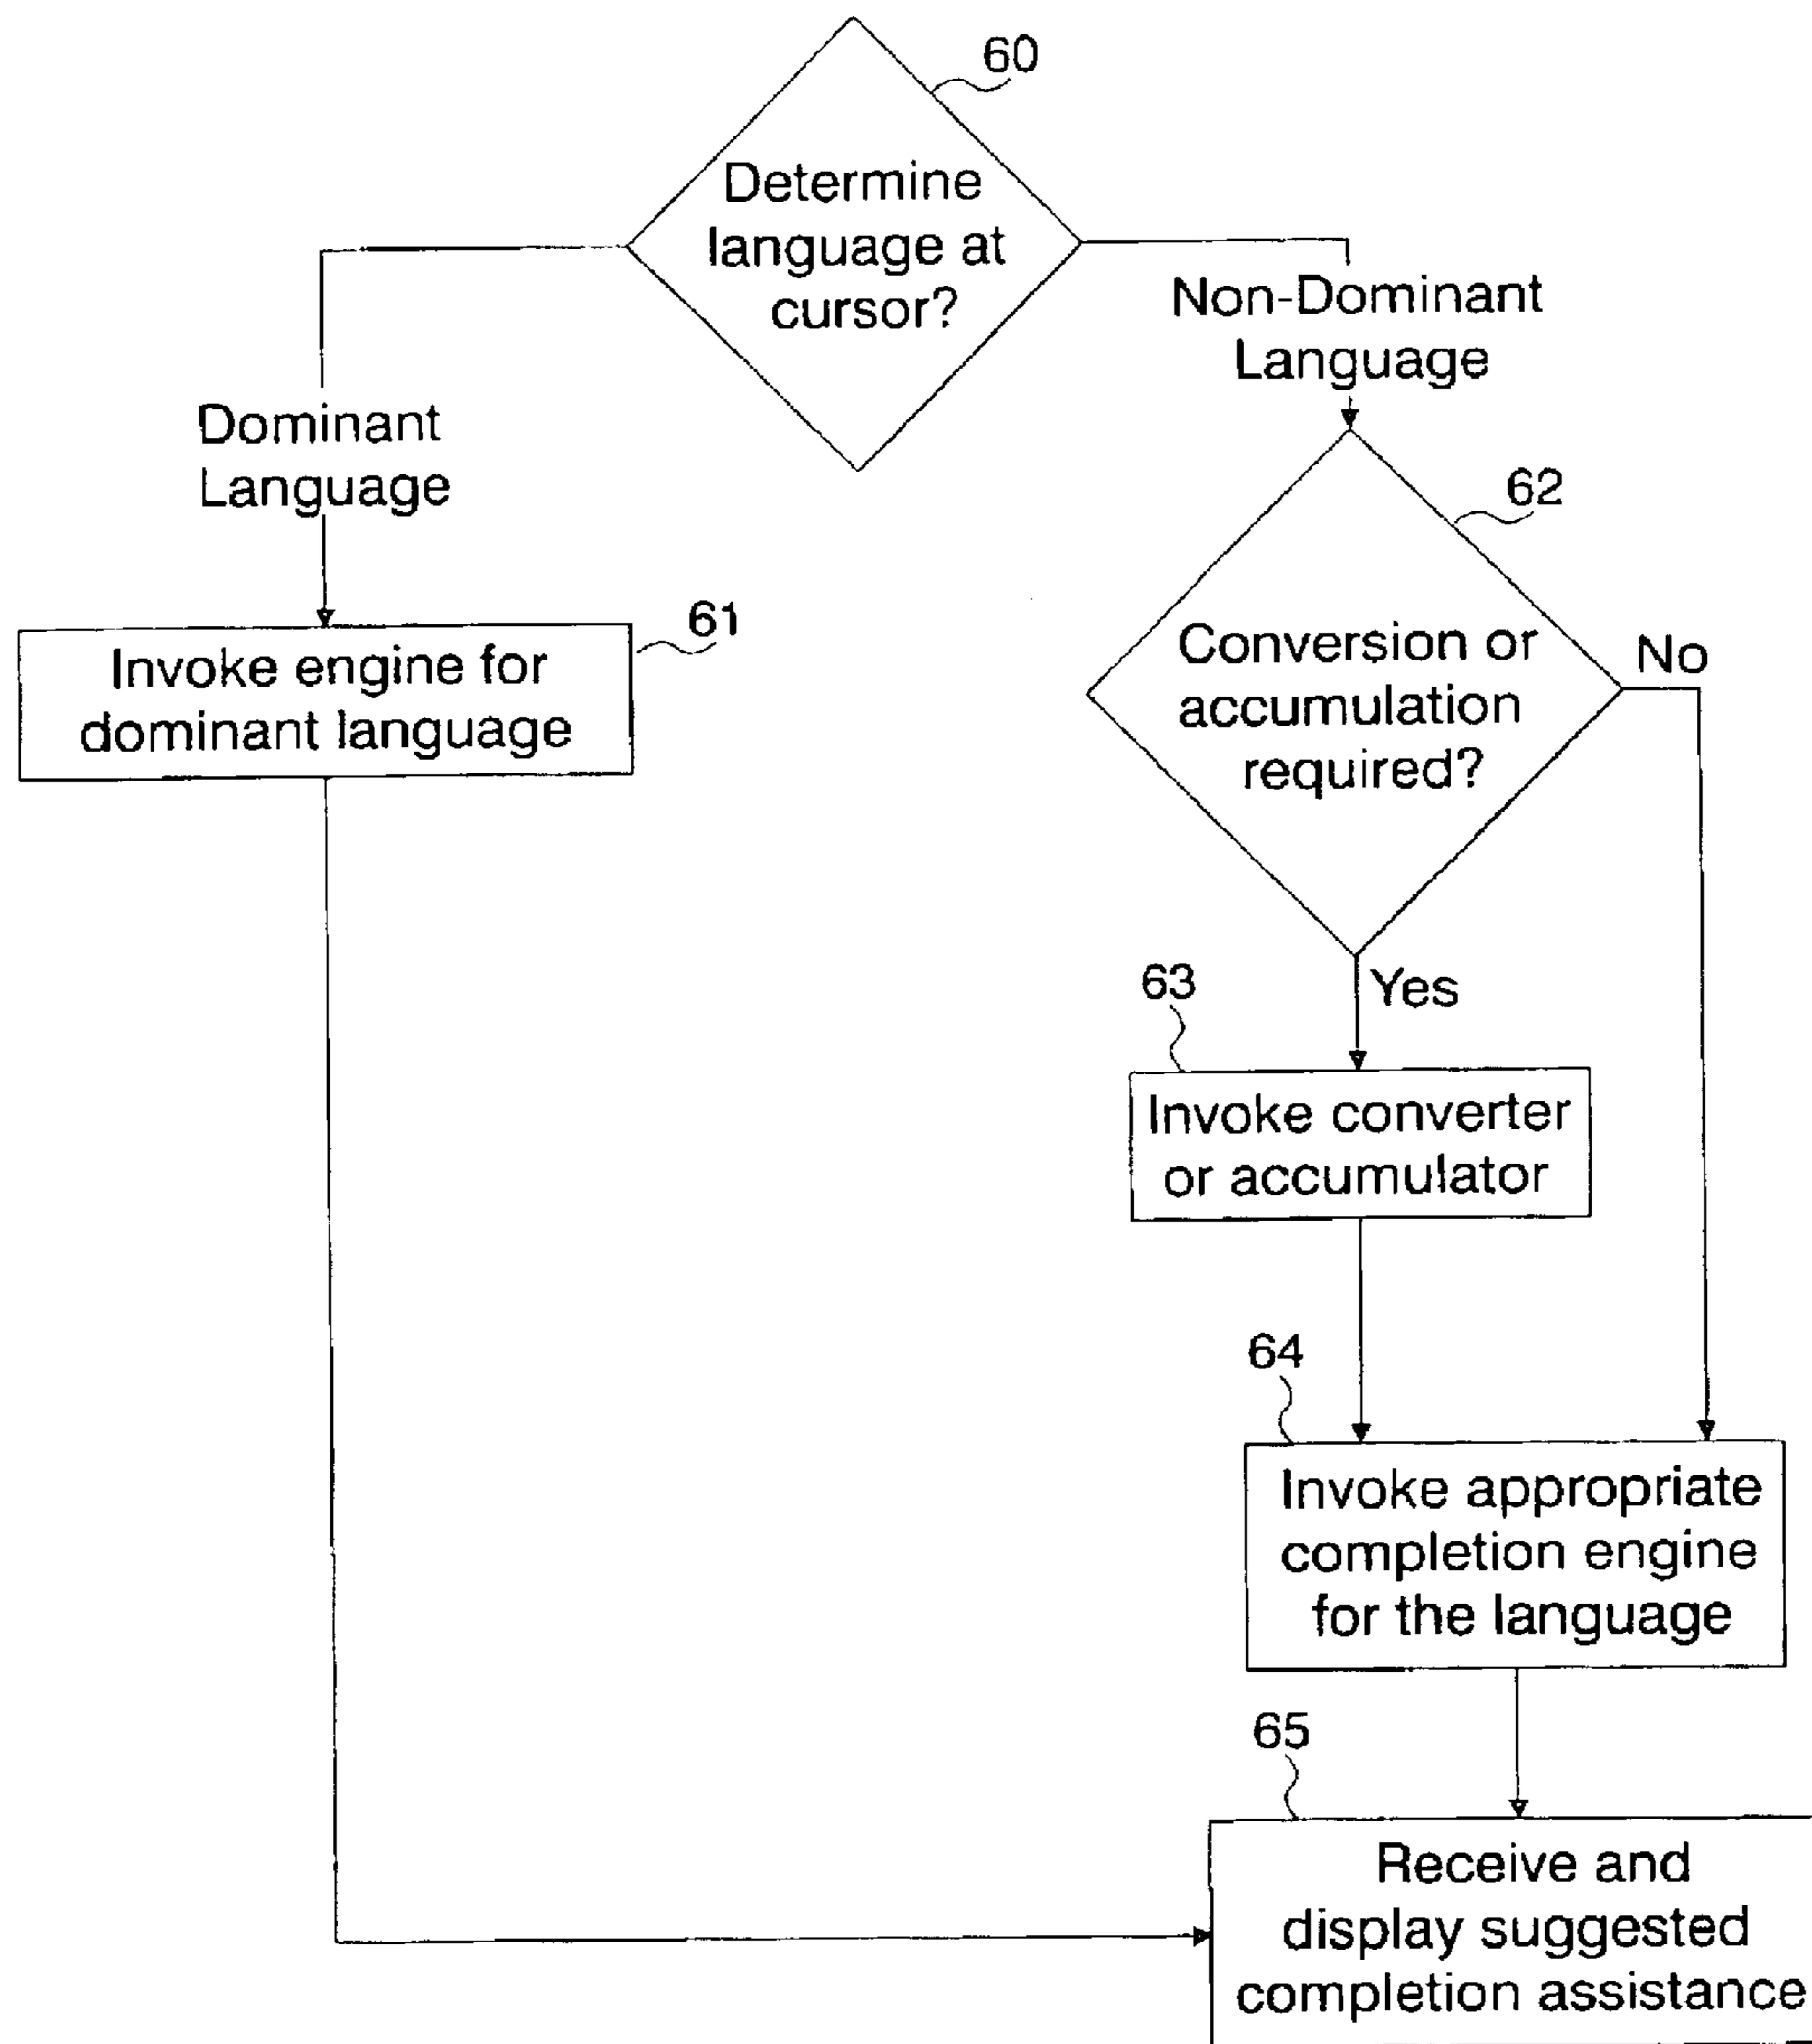 60
Determine
language at
cursor?
Non-Dominant
Language
Dominant
Language
62
61
Invoke engine for
dominant language
Conversion or
accumulation
required?
No
63
Yes
Invoke converter
or accumulator
64
Invoke appropriate
completion engine
for the language
65
Receive and
display suggested
completion assistance